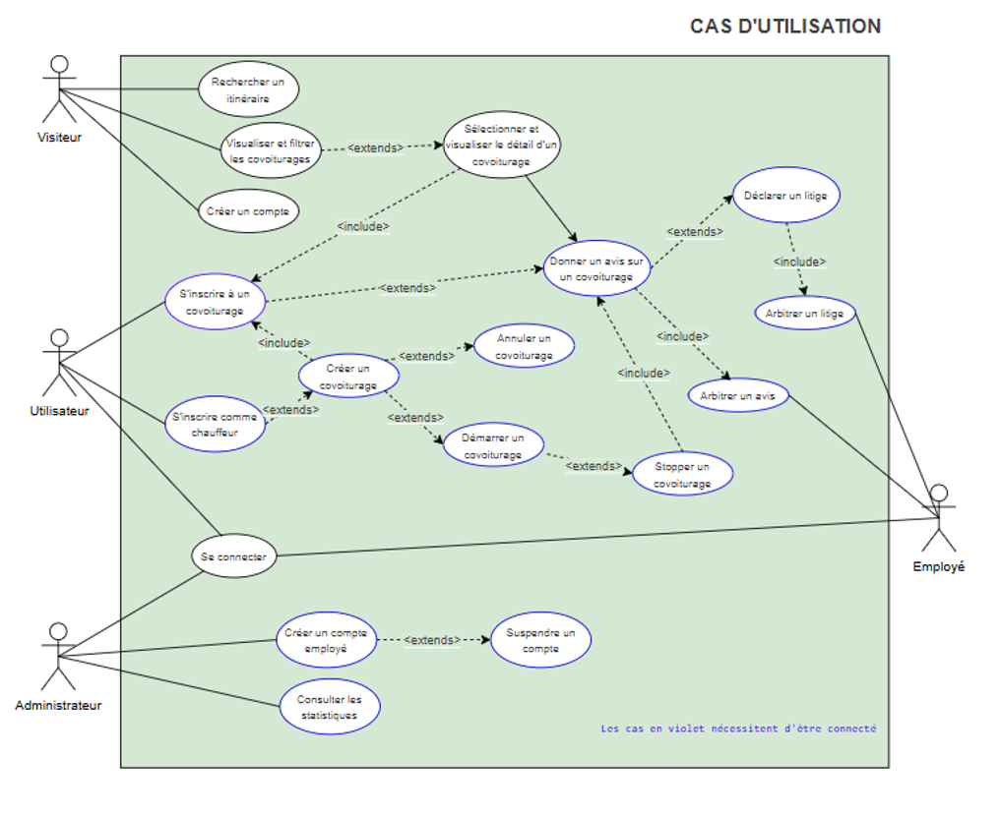 CAS D'UTILISATION
Rechercher un
itinéraire
Visiteur
Visualiser et filtrer
les covoiturages
<extends>
Sélectionner et
visualiser le détail d'un
covoiturage
Créer un compte
<include>
Déclarer un litige
<extends>
<include>
Donner un avis sur
un covoiturage
S'inscrire à un
covoiturage
<extends>
Arbitrer un litige
<include>
Annuler un
covoiturage
<extends>
<include>
Créer un
covoiturage
<include>
Utilisateur
S'inscrire comme
chauffeur
<extends>
<extends>
Arbitrer un avis
Démarrer un
covoiturage
<extends>
Stopper un
covoiturage
Se connecter
Employé
Créer un compte
employé
<extends>
Suspendre un
compte
Administrateur
Consulter les
statistiques
Les cas en violet nécessitent d'être connecté